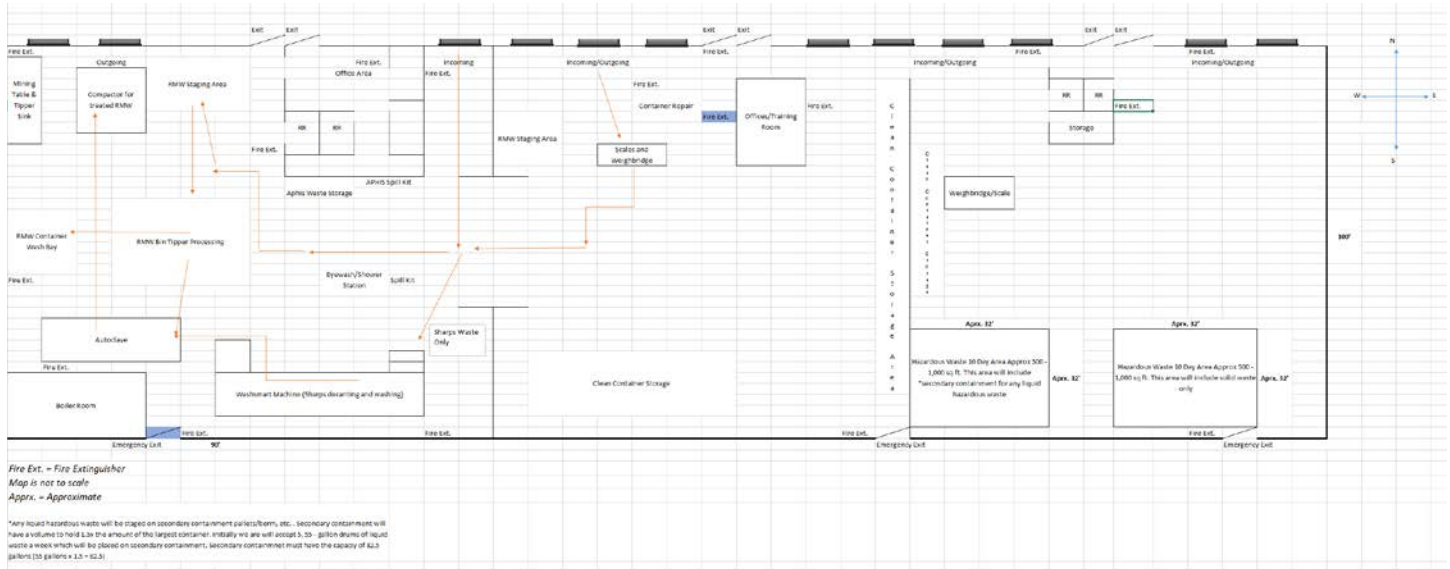 Exit Exit
Exit Exit
Exit Exit
Fire Ext.
Outgoing
Fire Ext.
Office Area
Incoming
Fire Ext.
Incoming/Outgoing
Fire Ext.
Incoming/Outgoing
Fire Ext.
Fire Ext.
Incoming/Outgoing
N
W
E
S
Mining
Table &
Tipper
Sink
Compactor for
treated RMW
RMW Staging Area
RR
RR
Fire Ext.
APHIS Spill Kit
Aphis Waste Storage
RMW Staging Area
Fire Ext.
Container Repair
Fire Ext.
Scales and
Weighbridge
Offices/Training
Room
Fire Ext.
Clean Container Storage Area
RR
RR
Fire Ext.
Storage
Weighbridge/Scale
300'
RMW Container
Wash Bay
RMW Bin Tipper Processing
Fire Ext.
Eyewash/Shower
Station
Spill Kit
Autoclave
Sharps Waste
Only
Fire Ext.
Boiler Room
Washsmart Machine (Sharps decanting and washing)
Clean Container Storage
Aprx. 32'
Hazardous Waste 10 Day Area Approx 500 -
1,000 sq ft. This area will include
*secondary containment for any liquid
hazardous waste
Aprx. 32'
Aprx. 32'
Hazardous Waste 10 Day Area Approx 500 -
1,000 sq ft. This area will include solid waste
only
Aprx. 32'
Fire Ext.
Emergency Exit
90'
Fire Ext.
Fire Ext.
Emergency Exit
Fire Ext.
Emergency Exit
Fire Ext. = Fire Extinguisher
Map is not to scale
Apprx. = Approximate
*Any liquid hazardous waste will be staged on secondary containment pallets/berm, etc. . Secondary containment will
have a volume to hold 1.5x the amount of the largest container. Initially we are will accept 5, 55 - gallon drums of liquid
waste a week which will be placed on secondary containment. Secondary containmnet must have the capacity of 82.5
gallons (55 gallons x 1.5 = 82.5)